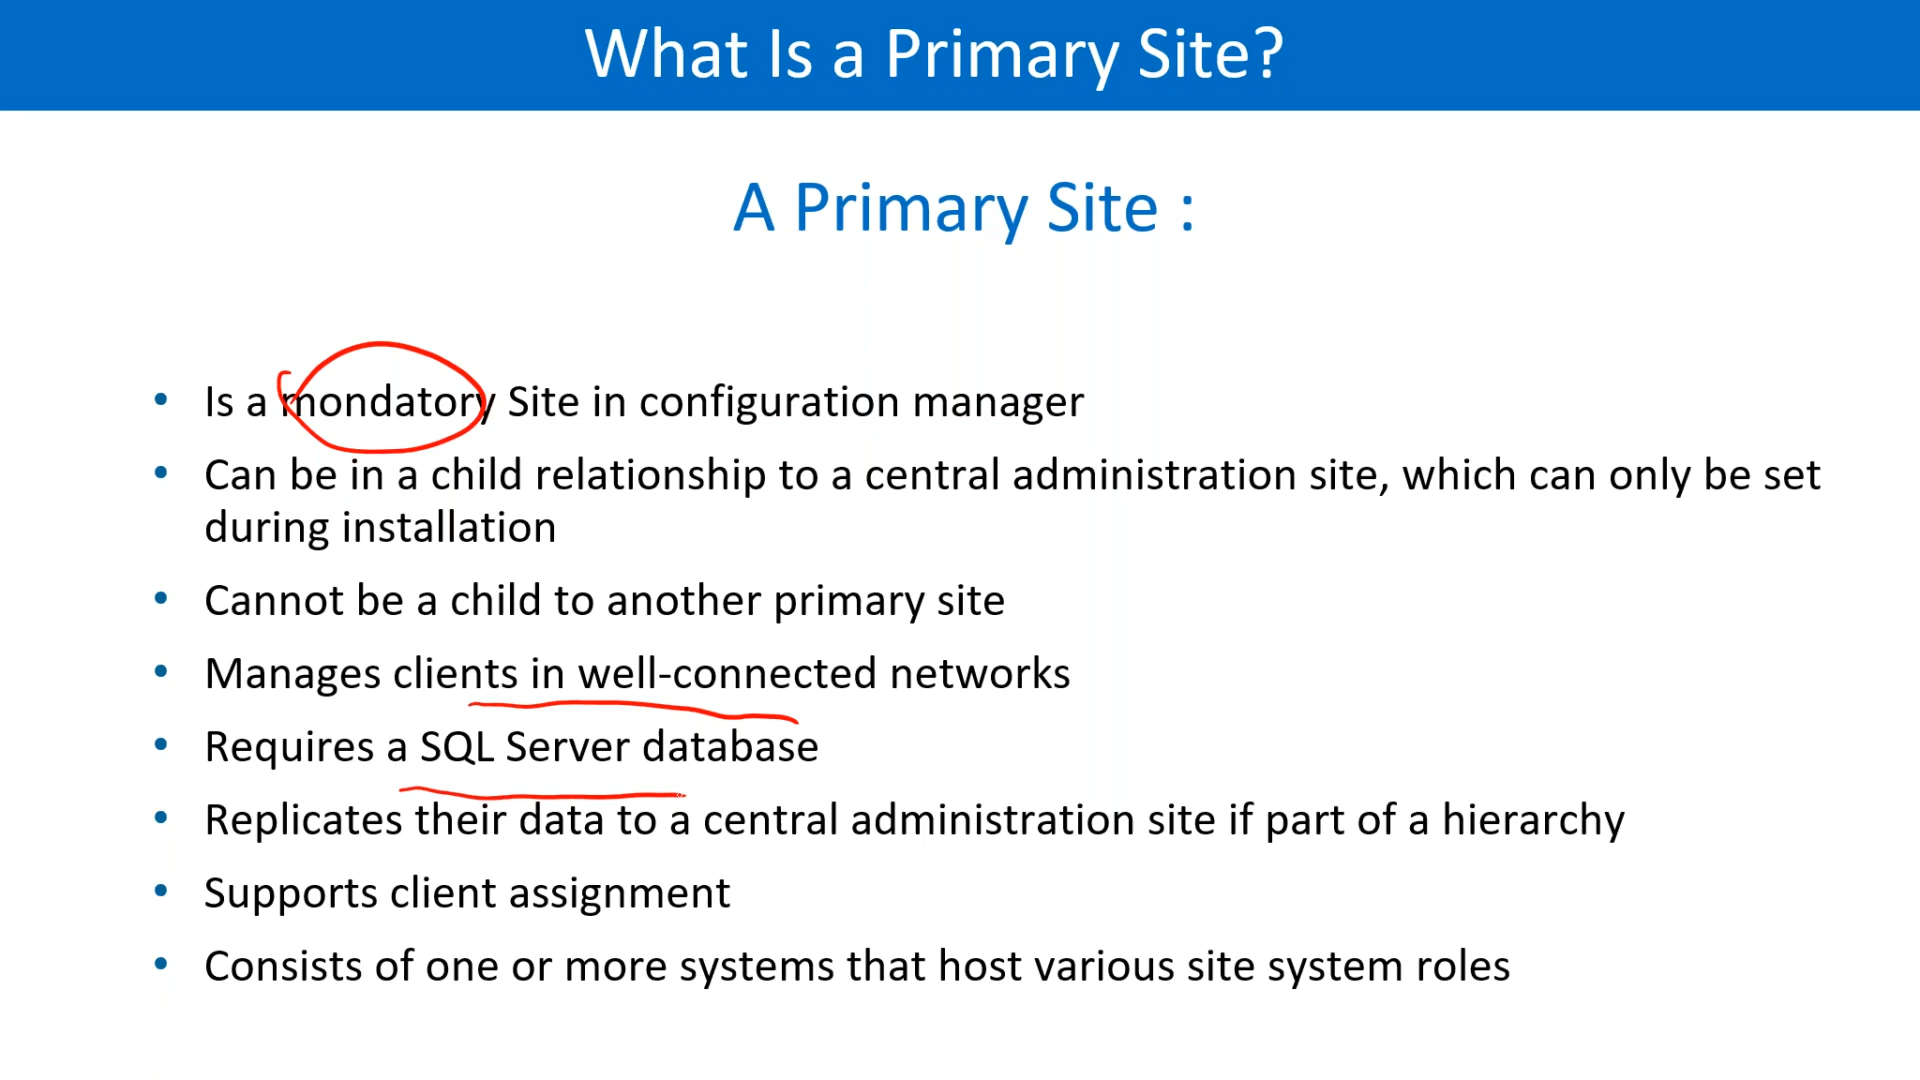 What Is a Primary Site?
A Primary Site :
• Is a mondatory Site in configuration manager
• Can be in a child relationship to a central administration site, which can only be set
during installation
• Cannot be a child to another primary site
• Manages clients in well-connected networks
• Requires a SQL Server database
• Replicates their data to a central administration site if part of a hierarchy
• Supports client assignment
• Consists of one or more systems that host various site system roles